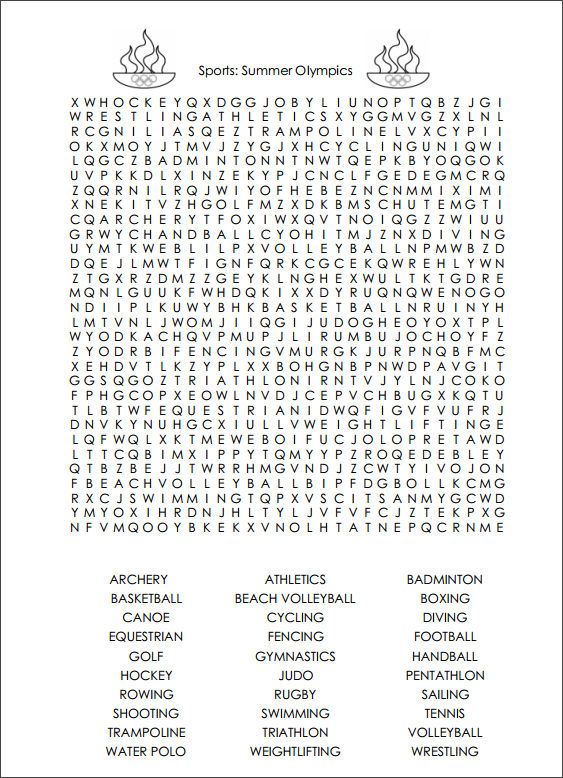 Sports: Summer Olympics
X W H O C K E Y Q X D G G J O B Y L I U N O P T Q B Z J G I
W R E S T L I N G A T H L E T I C S X Y G G M V G Z X L N L
R C G N I L I A S Q E Z T R A M P O L I N E L V X C Y P I I
O K X M O Y J T M V J Z Y G J X H C Y C L I N G U N I Q W I
L Q G C Z B A D M I N T O N N T N W T Q E P K B Y O Q G O K
U V P K K D L X I N Z E K Y P J C N C L F G E D E G M C R Q
Z Q Q R N I L R Q J W I Y O F H E B E Z N C N M M I X I M I
X N E K I T V Z H G O L F M Z X D K B M S C H U T E M G T I
C Q A R C H E R Y T F O X I W X Q V T N O I Q G Z Z W I U U
G R W Y C H A N D B A L L C Y O H I T M J Z N X D I V I N G
U Y M T K W E B L I L P X V O L L E Y B A L L N P M W B Z D
D Q E J L M W T F I G N F Q R K C G C E K Q W R E H L Y W N
Z T G X R Z D M Z Z G E Y K L N G H E X W U L T K T G D R E
M Q N L G U U K F W H D Q K I X X D Y R U Q N Q W E N O G O
N D I I P L K U W Y B H K B A S K E T B A L L N R U I N Y H
L M T V N L J W O M J I I Q G I J U D O G H E O Y O X T P L
W Y O D K A C H Q V P M U P J L I R U M B U J O C H O Y F Z
Z Y O D R B I F E N C I N G V M U R G K J U R P N Q B F M C
X E H D V T L K Z Y P L X X B O H G N B P N W D P A V G I T
G G S Q G O Z T R I A T H L O N I R N T V J Y L N J C O K O
F P H G C O P X E O W L N V D J C E P V C H B U G X K Q T U
T L B T W F E Q U E S T R I A N I D W Q F I G V F V U F R J
D N V K Y N U H G C X I U L L V W E I G H T L I F T I N G E
L Q F W Q L X K T M E W E B O I F U C J O L O P R E T A W D
L T T C Q B I M X I P P Y T Q M Y Y P Z R O Q E D E B L E Y
Q T B Z B E J J T W R R H M G V N D J Z C W T Y I V O J O N
F B E A C H V O L L E Y B A L L B I P F D G B O L L K C M G
R X C J S W I M M I N G T Q P X V S C I T S A N M Y G C W D
Y M Y O X I H R D N J H L T Y L J V F V F C J Z T E K P X G
N F V M Q O O Y B K E K X V N O L H T A T N E P Q C R N M E
ARCHERY ATHLETICS BADMINTON
BASKETBALL BEACH VOLLEYBALL BOXING
CANOE CYCLING DIVING
EQUESTRIAN FENCING FOOTBALL
GOLF GYMNASTICS HANDBALL
HOCKEY JUDO PENTATHLON
ROWING RUGBY SAILING
SHOOTING SWIMMING TENNIS
TRAMPOLINE TRIATHLON VOLLEYBALL
WATER POLO WEIGHTLIFTING WRESTLING